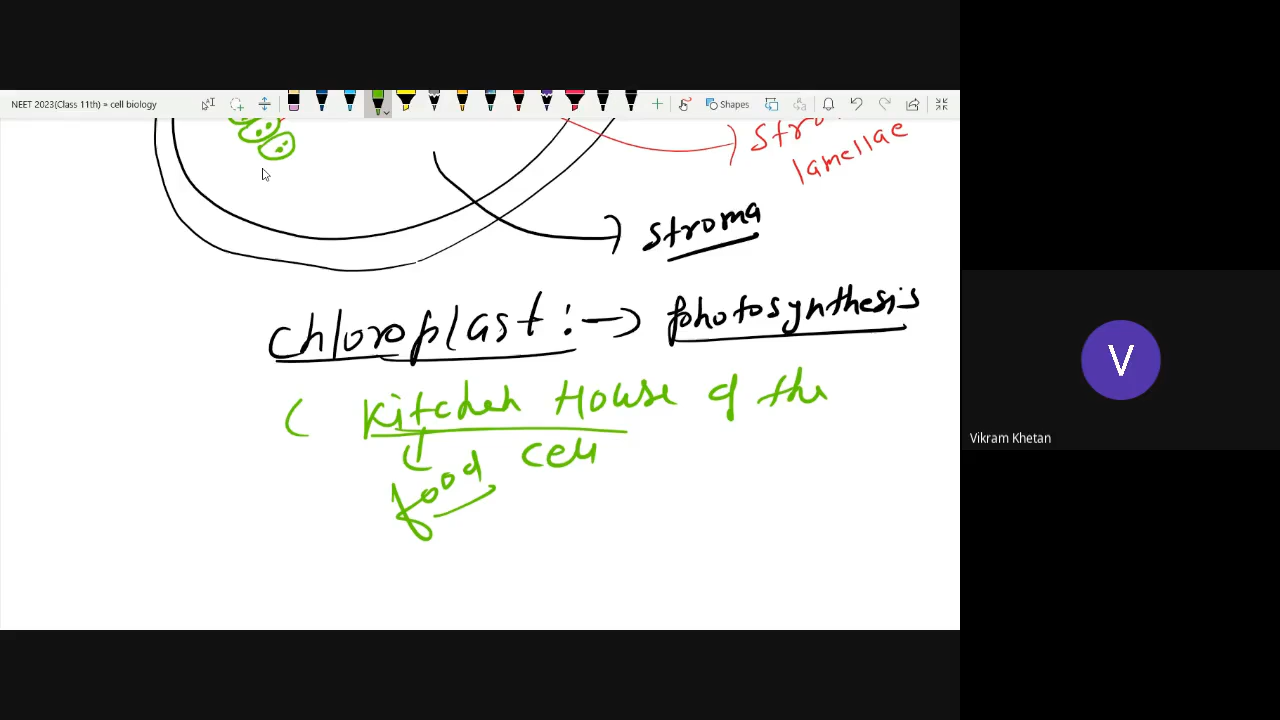 NEET 2023(Class 11th) » cell biology
Shapes
lamellae
stroma
chloroplast :→ photosynthesis
( Kitchen House of the
cell
food
V
Vikram Khetan